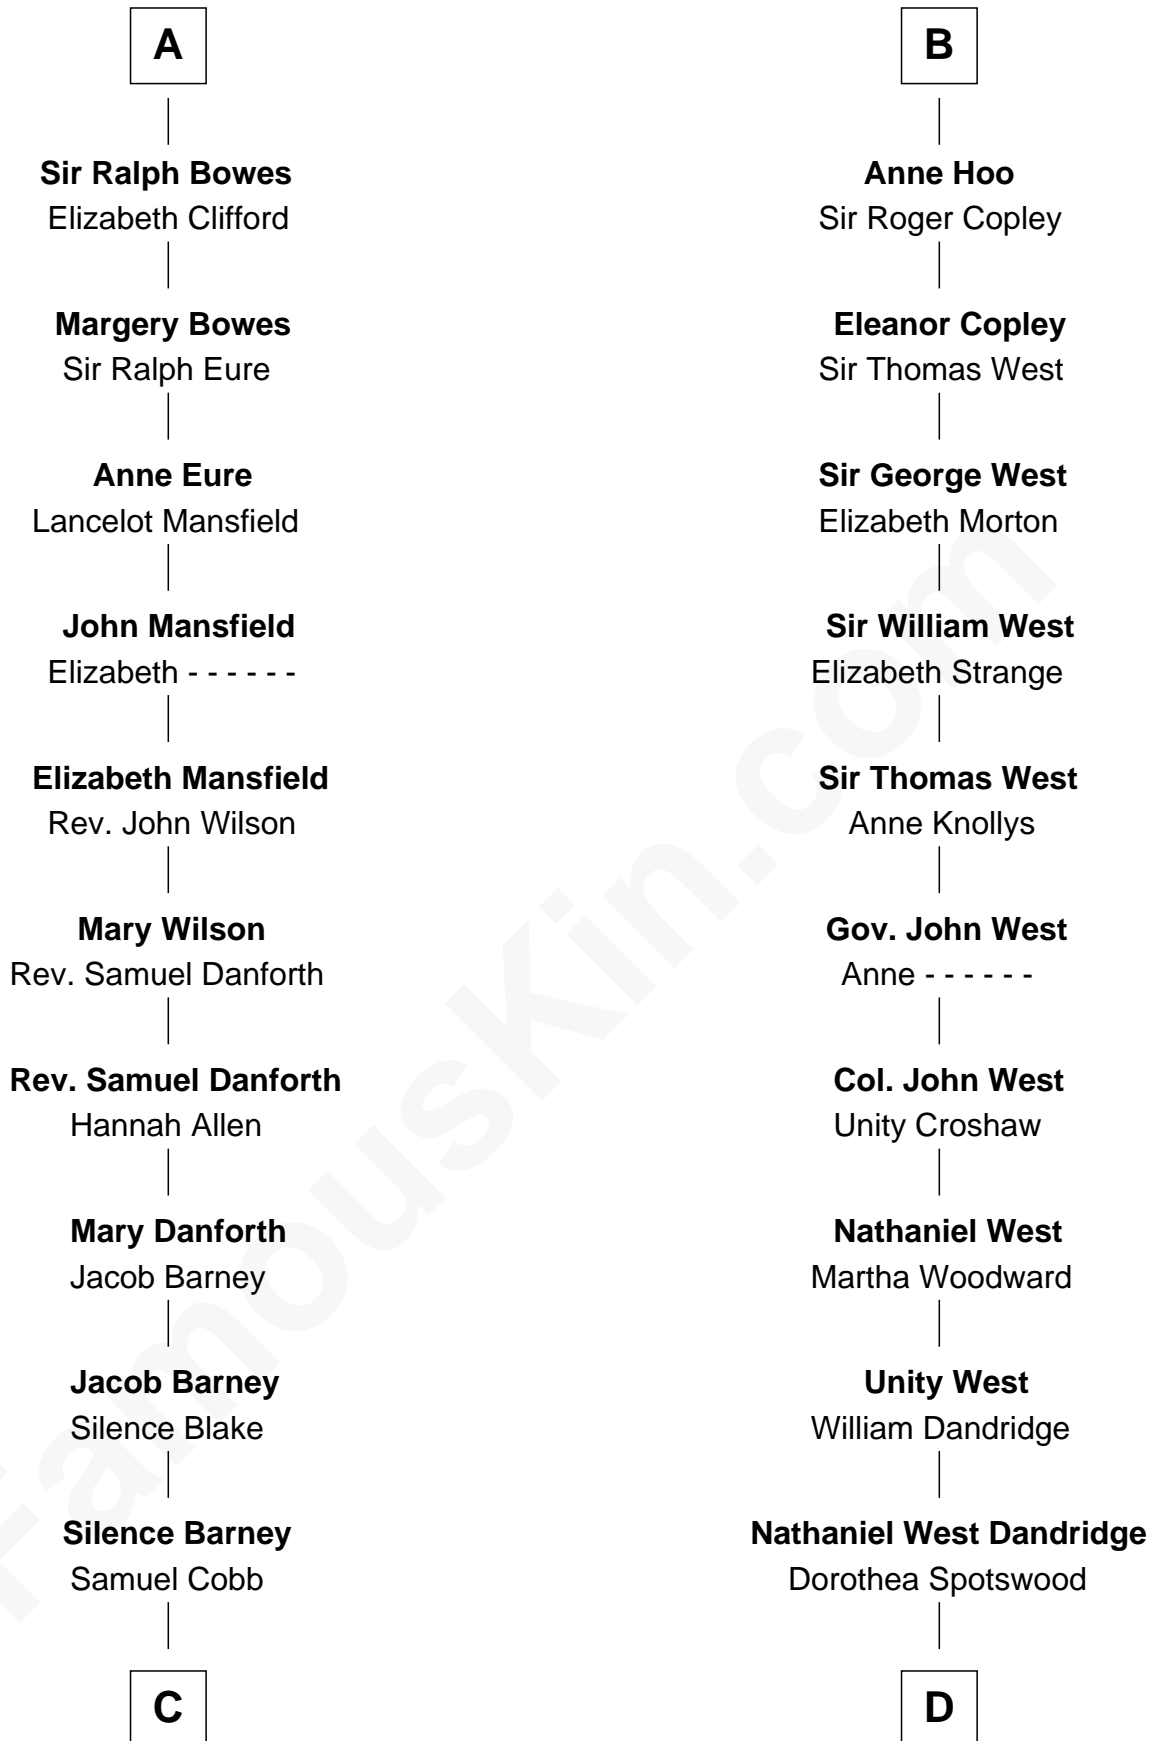 A
Sir Ralph Bowes
Elizabeth Clifford
Margery Bowes
Sir Ralph Eure
Anne Eure
Lancelot Mansfield
John Mansfield
Elizabeth - - - - - -
Elizabeth Mansfield
Rev. John Wilson
Mary Wilson
Rev. Samuel Danforth
Rev. Samuel Danforth
Hannah Allen
Mary Danforth
Jacob Barney
Jacob Barney
Silence Blake
Silence Barney
Samuel Cobb
C
B
Anne Hoo
Sir Roger Copley
Eleanor Copley
Sir Thomas West
Sir George West
Elizabeth Morton
Sir William West
Elizabeth Strange
Sir Thomas West
Anne Knollys
Gov. John West
Anne - - - - - -
Col. John West
Unity Croshaw
Nathaniel West
Martha Woodward
Unity West
William Dandridge
Nathaniel West Dandridge
Dorothea Spotswood
D
FamousKin.com